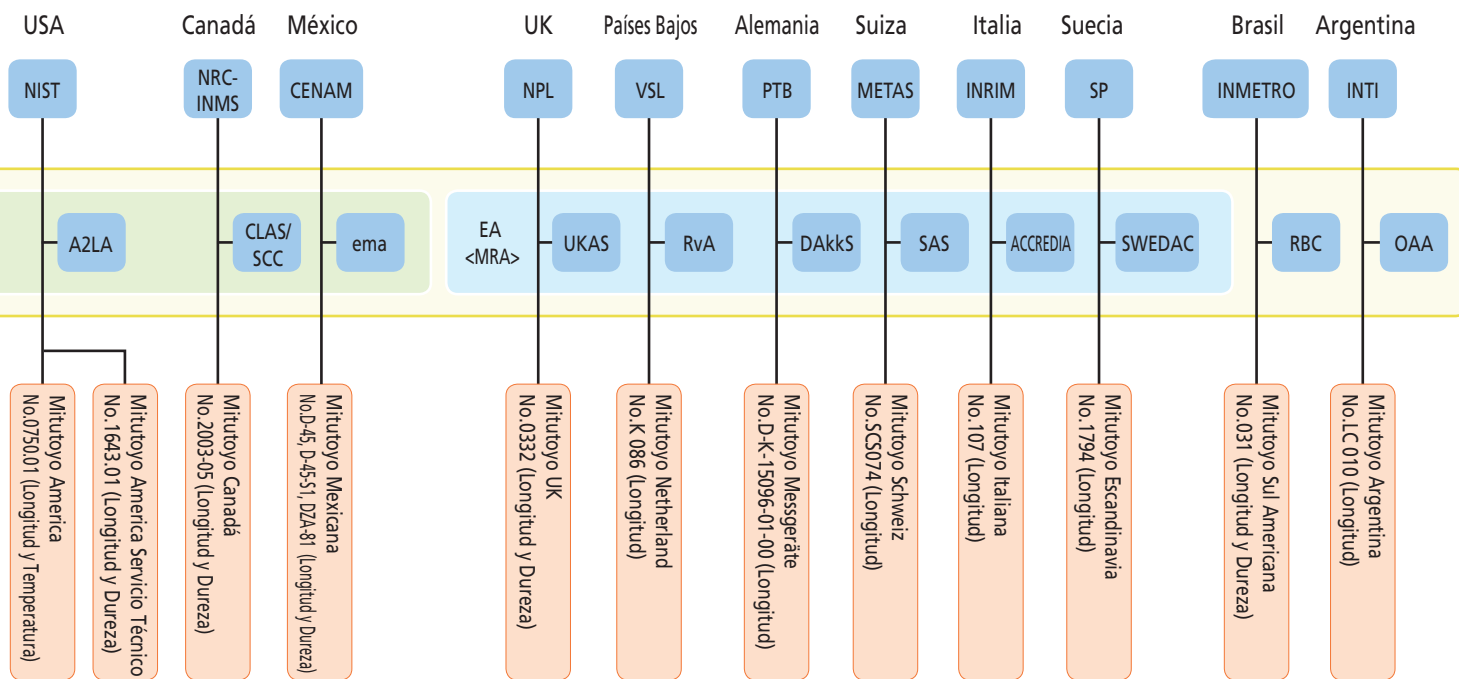 USA
Canadá
México
UK
Países Bajos
Alemania
Suiza
Italia
Suecia
Brasil
Argentina
NIST
NRC-
INMS
CENAM
NPL
VSL
PTB
METAS
INRIM
SP
INMETRO
INTI
A2LA
CLAS/
SCC
ema
EA
<MRA>
UKAS
RvA
DAkkS
SAS
ACCREDIA
SWEDAC
RBC
OAA
Mitutoyo America
No.0750.01 (Longitud y Temperatura)
Mitutoyo America Servicio Técnico
No.1643.01 (Longitud y Dureza)
Mitutoyo Canadá
No.2003-05 (Longitud y Dureza)
Mitutoyo Mexicana
No.D-45, D-45-S1, DZA-81 (Longitud y Dureza)
Mitutoyo UK
No.0332 (Longitud y Dureza)
Mitutoyo Netherland
No.K 086 (Longitud)
Mitutoyo Messgeräte
No.D-K-15096-01-00 (Longitud)
Mitutoyo Schweiz
No.SCS074 (Longitud)
Mitutoyo Italiana
No.107 (Longitud)
Mitutoyo Escandinavia
No.1794 (Longitud)
Mitutoyo Sul Americana
No.031 (Longitud y Dureza)
Mitutoyo Argentina
No.LC 010 (Longitud)